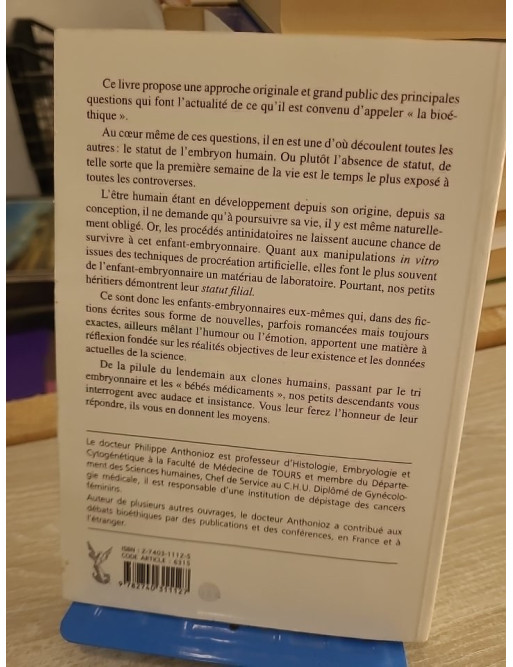 Ce livre propose une approche originale et grand public des principales
questions qui font l'actualité de ce qu'il est convenu d'appeler « la bioé-
thique ».
Au cœur même de ces questions, il en est une d'où découlent toutes les
autres : le statut de l'embryon humain. Ou plutôt l'absence de statut, de
telle sorte que la première semaine de la vie est le temps le plus exposé à
toutes les controverses.
L'être humain étant en développement depuis son origine, depuis sa
conception, il ne demande qu'à poursuivre sa vie, il y est même naturelle-
ment obligé. Or, les procédés antinidatoires ne laissent aucune chance de
survivre à cet enfant-embryonnaire. Quant aux manipulations in vitro
issues des techniques de procréation artificielle, elles font le plus souvent
de l'enfant-embryonnaire un matériau de laboratoire. Pourtant, nos petits
héritiers démontrent leur statut filial.
Ce sont donc les enfants-embryonnaires eux-mêmes qui, dans des fic-
tions écrites sous forme de nouvelles, parfois romancées mais toujours
exactes, ailleurs mêlant l'humour ou l'émotion, apportent une matière à
réflexion fondée sur les réalités objectives de leur existence et les données
actuelles de la science.
De la pilule du lendemain aux clones humains, passant par le tri
embryonnaire et les « bébés médicaments », nos petits descendants vous
interrogent avec audace et insistance. Vous leur ferez l'honneur de leur
répondre, ils vous en donnent les moyens.
Le docteur Philippe Anthonioz est professeur d'Histologie, Embryologie et
Cytogénétique à la Faculté de Médecine de TOURS et membre du Départe-
ment des Sciences humaines, Chef de Service au C.H.U. Diplômé de Gynécolo-
gie médicale, il est responsable d'une institution de dépistage des cancers
féminins.
Auteur de plusieurs autres ouvrages, le docteur Anthonioz a contribué aux
débats bioéthiques par des publications et des conférences, en France et à
l'étranger.
ISBN : 2-7403-1112-5
CODE ARTICLE : 6315
9 782740 311127